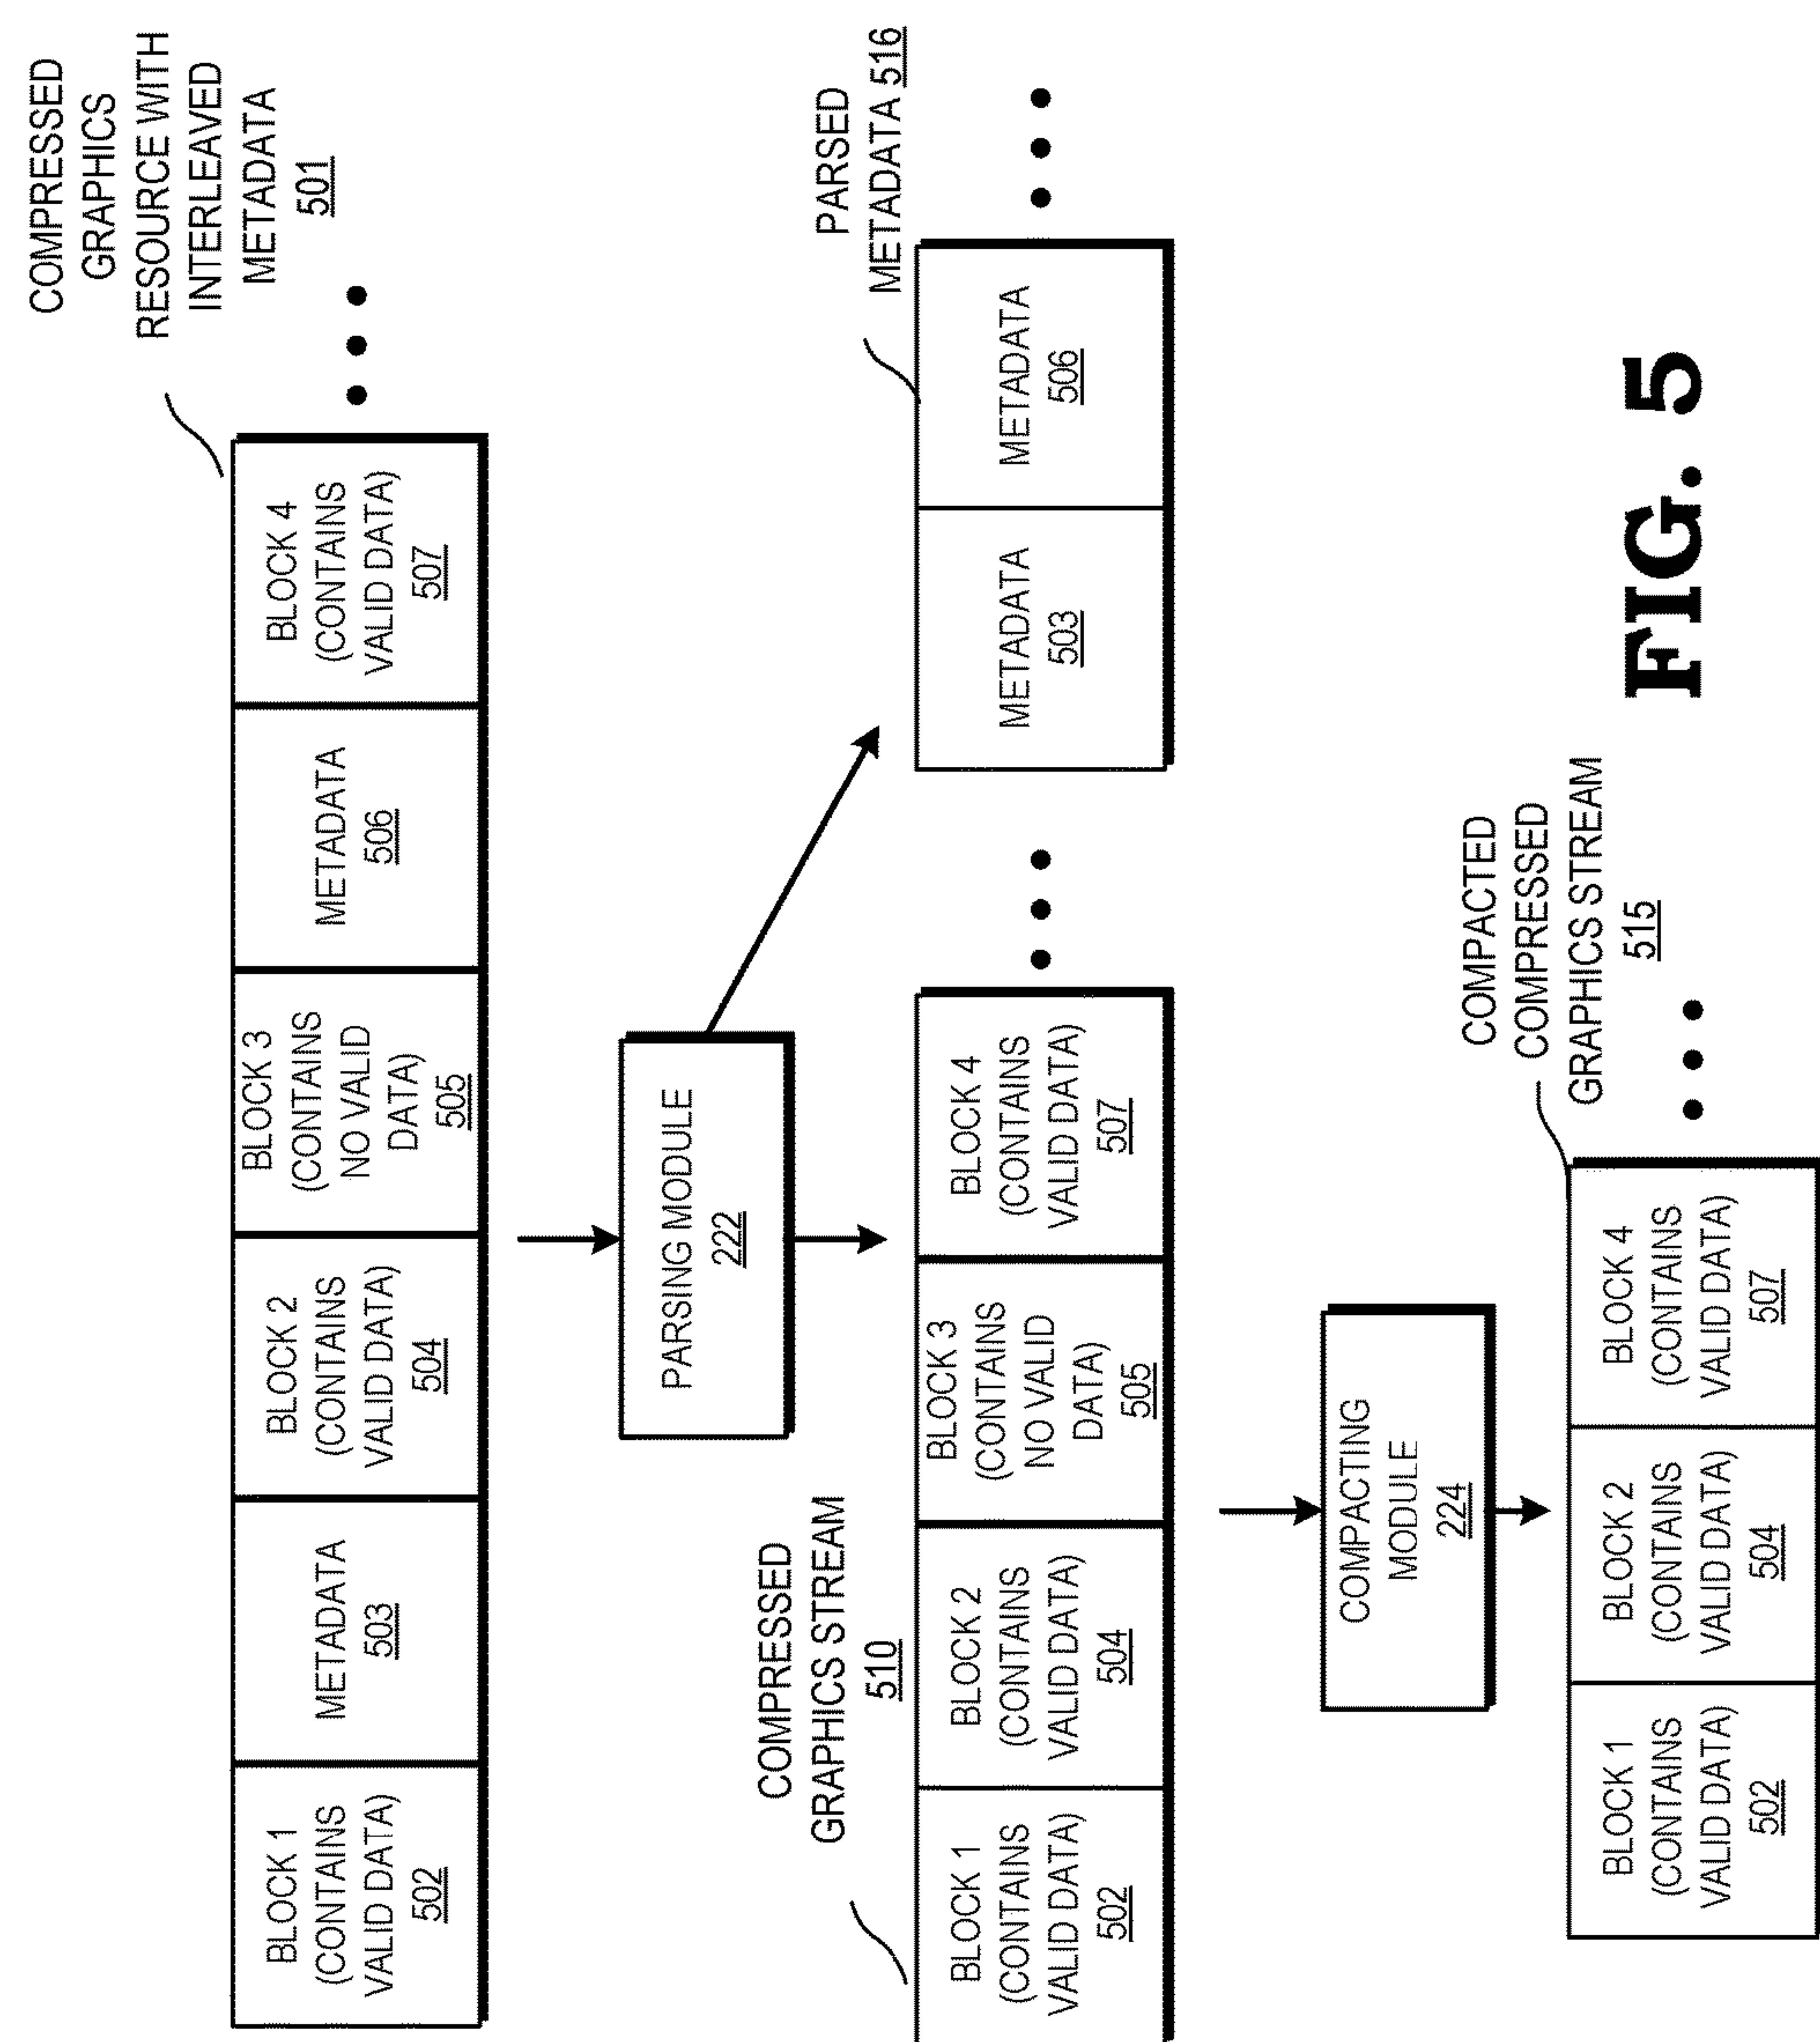 COMPRESSED
GRAPHICS
RESOURCE WITH
INTERLEAVED
METADATA
501
BLOCK 1
(CONTAINS
VALID DATA)
502
METADATA
503
BLOCK 2
(CONTAINS
VALID DATA)
504
BLOCK 3
(CONTAINS
NO VALID
DATA)
505
METADATA
506
BLOCK 4
(CONTAINS
VALID DATA)
507
PARSING MODULE
222
COMPRESSED
GRAPHICS STREAM
510
BLOCK 1
(CONTAINS
VALID DATA)
502
BLOCK 2
(CONTAINS
VALID DATA)
504
BLOCK 3
(CONTAINS
NO VALID
DATA)
505
BLOCK 4
(CONTAINS
VALID DATA)
507
PARSED
METADATA 516
METADATA
503
METADATA
506
COMPACTING
MODULE
224
COMPACTED
COMPRESSED
GRAPHICS STREAM
515
BLOCK 1
(CONTAINS
VALID DATA)
502
BLOCK 2
(CONTAINS
VALID DATA)
504
BLOCK 4
(CONTAINS
VALID DATA)
507
FIG. 5